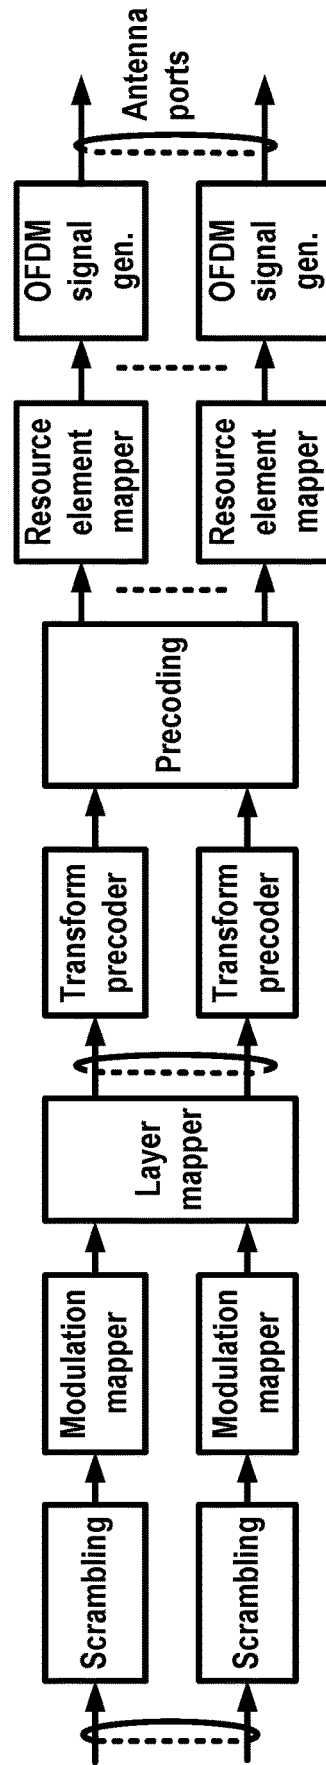 Scrambling
Modulation
mapper
Layer
mapper
Transform
precoder
Precoding
Resource
element
mapper
OFDM
signal
gen.
Antenna
ports
Scrambling
Modulation
mapper
Transform
precoder
Resource
element
mapper
OFDM
signal
gen.